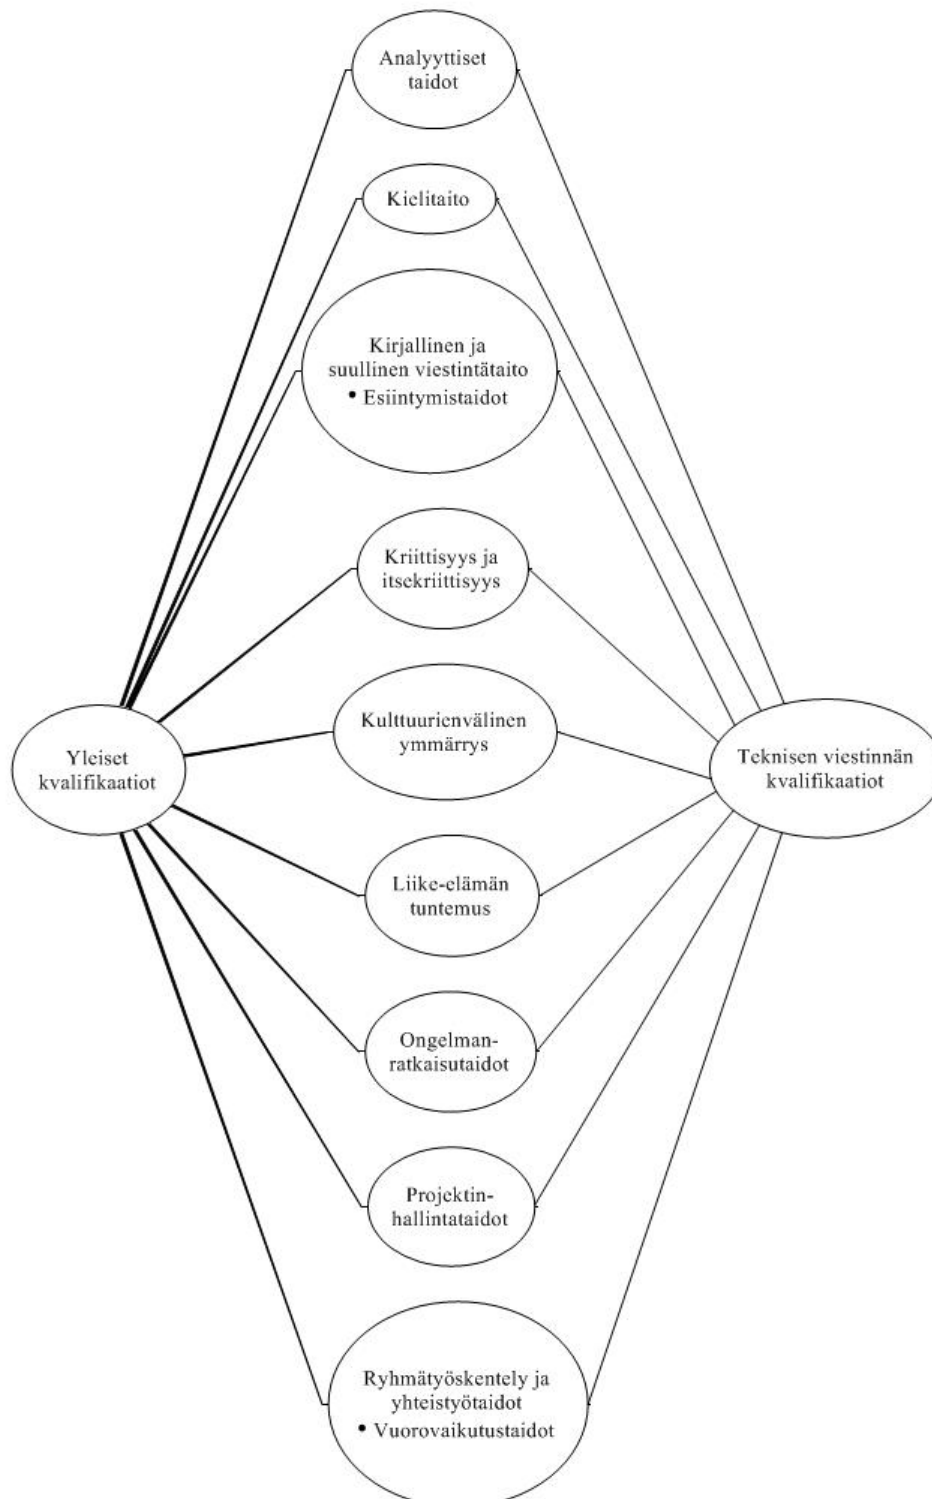 Analyyttiset
taidot
Kielitaito
Kirjallinen ja
suullinen viestintätaito
• Esiintymistaidot
Kriittisyys ja
itsekriittisyys
Kulttuurienvälinen
ymmärrys
Yleiset
kvalifikaatiot
Teknisen viestinnän
kvalifikaatiot
Liike-elämän
tuntemus
Ongelman-
ratkaisutaidot
Projektin-
hallintataidot
Ryhmätyöskentely ja
yhteistyötaidot
• Vuorovaikutustaidot